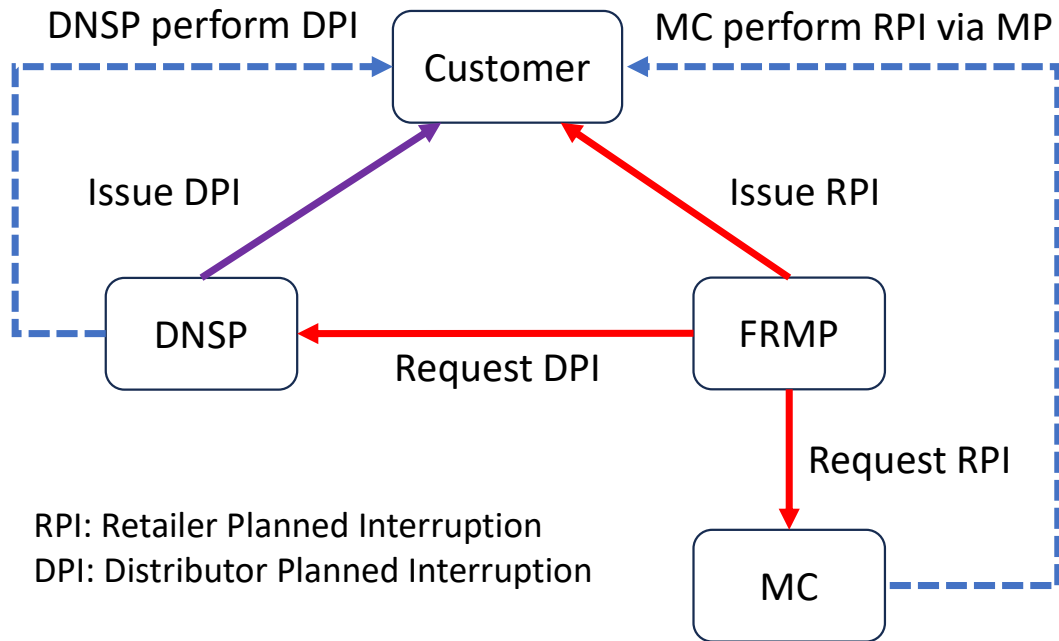 DNSP perform DPI
MC perform RPI via MP
Customer
Issue DPI
Issue RPI
DNSP
FRMP
Request DPI
Request RPI
RPI: Retailer Planned Interruption
DPI: Distributor Planned Interruption
MC